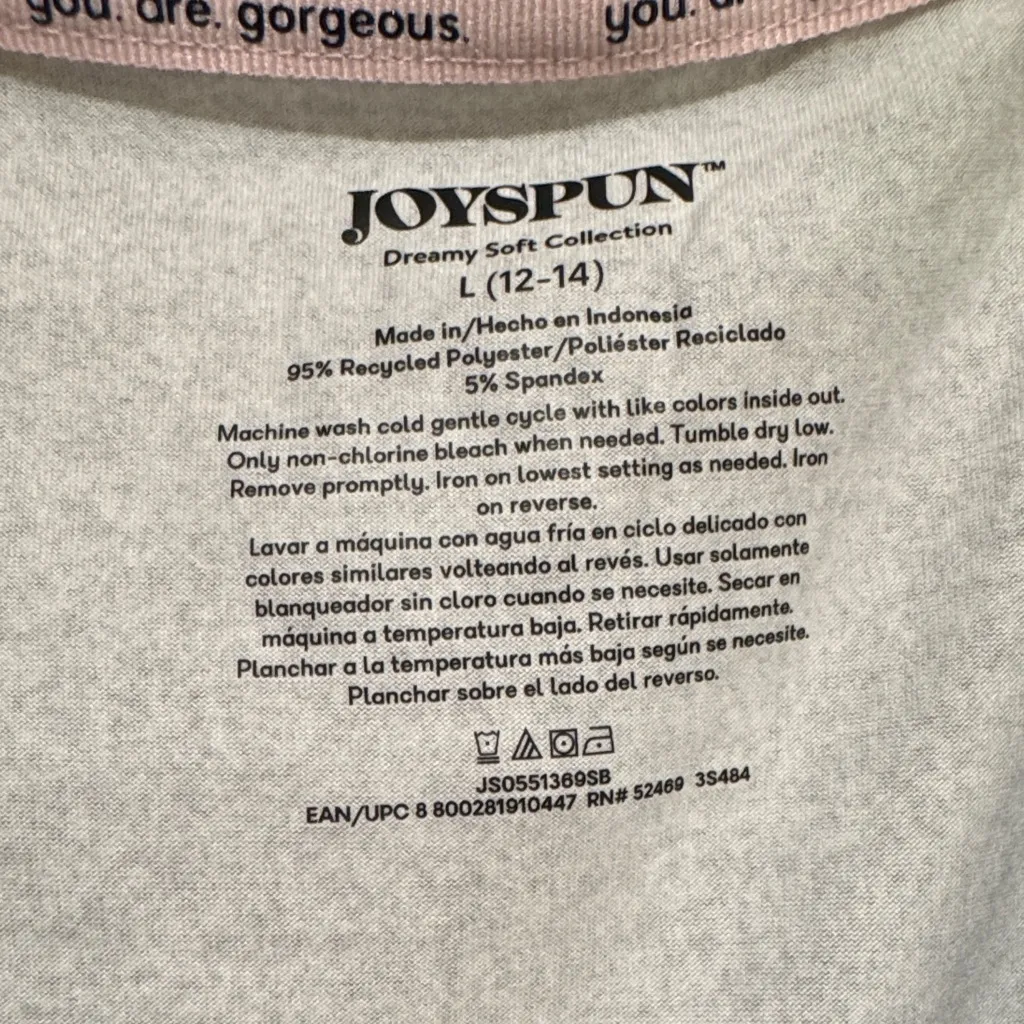 you. are. gorgeous. you.
JOYSPUN™
Dreamy Soft Collection
L (12-14)
Made in/Hecho en Indonesia
95% Recycled Polyester/Poliéster Reciclado
5% Spandex
Machine wash cold gentle cycle with like colors inside out.
Only non-chlorine bleach when needed. Tumble dry low.
Remove promptly. Iron on lowest setting as needed. Iron
on reverse.
Lavar a máquina con agua fría en ciclo delicado con
colores similares volteando al revés. Usar solamente
blanqueador sin cloro cuando se necesite. Secar en
máquina a temperatura baja. Retirar rápidamente.
Planchar a la temperatura más baja según se necesite.
Planchar sobre el lado del reverso.
JS0551369SB
EAN/UPC 8 800281910447 RN# 52469 3S484